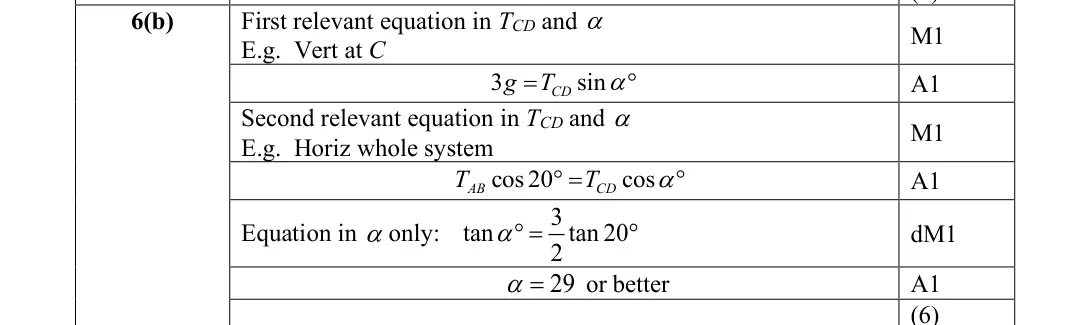 6(b)
First relevant equation in T_CD and α
E.g. Vert at C
M1
3g = T_CD sin α°
A1
Second relevant equation in T_CD and α
E.g. Horiz whole system
M1
T_AB cos 20° = T_CD cos α°
A1
Equation in α only: tan α° = 3/2 tan 20°
dM1
α = 29 or better
A1
(6)